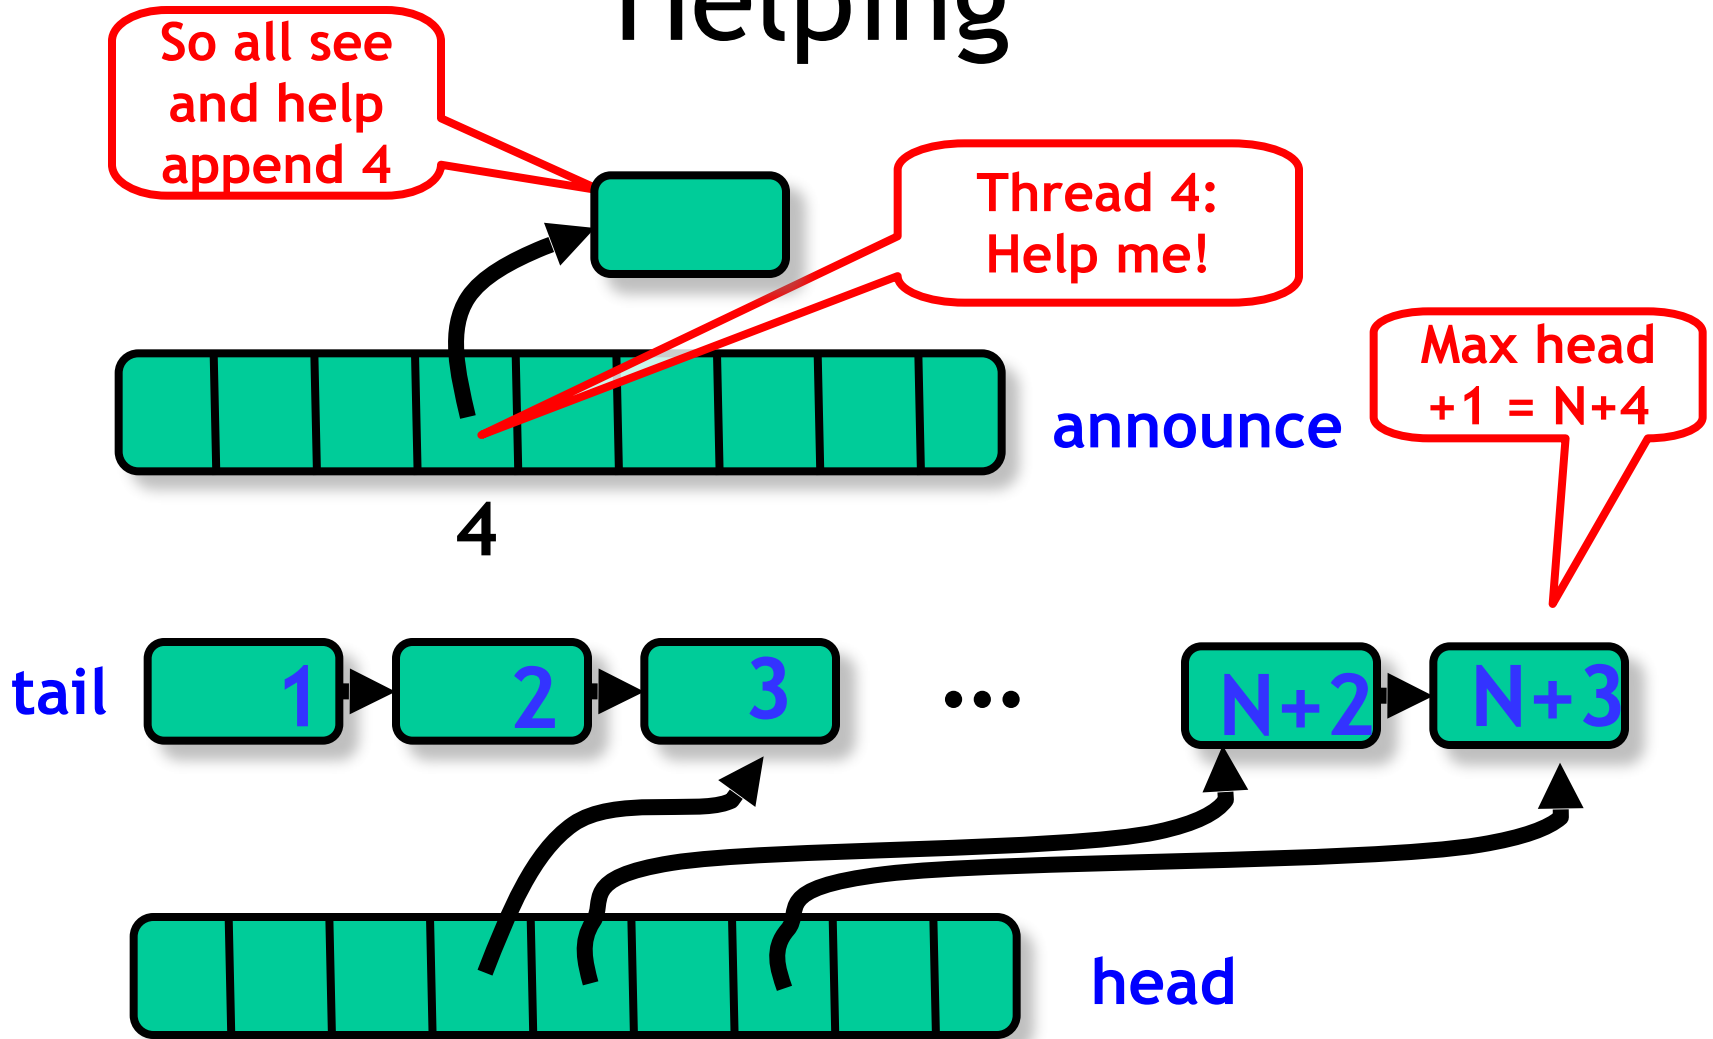 Helping
So all see
and help
append 4
Thread 4:
Help me!
Max head
+1 = N+4
announce
4
tail
1
2
3
...
N+2
N+3
head